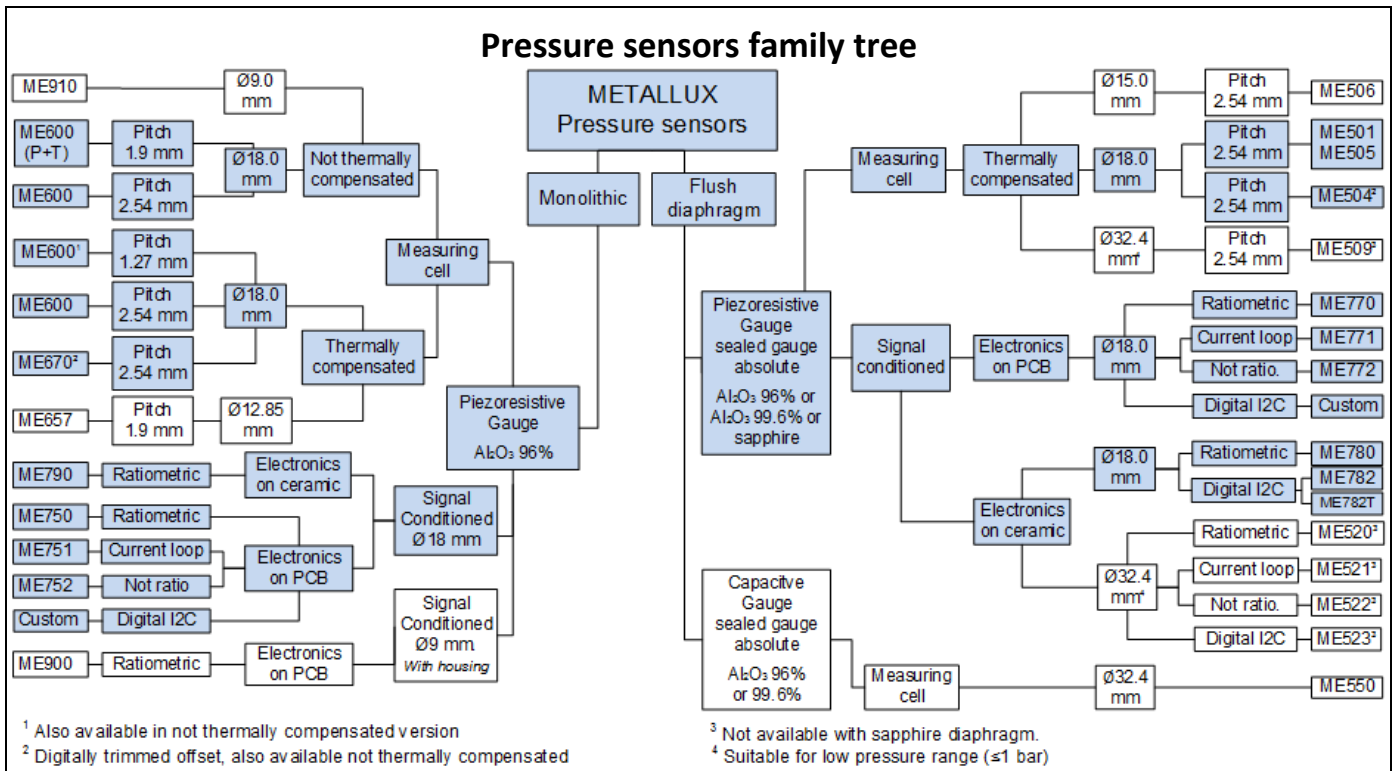 Pressure sensors family tree
METALLUX
Pressure sensors
Monolithic
Flush
diaphragm
ME910
Ø9.0
mm
ME600
(P+T)
Pitch
1.9 mm
Ø18.0
mm
Not thermally
compensated
ME600
Pitch
2.54 mm
ME600¹
Pitch
1.27 mm
Measuring
cell
ME600
Pitch
2.54 mm
Ø18.0
mm
ME670²
Pitch
2.54 mm
Thermally
compensated
ME657
Pitch
1.9 mm
Ø12.85
mm
Piezoresistive
Gauge
Al₂O₃ 96%
ME790
Ratiometric
Electronics
on ceramic
ME750
Ratiometric
Signal
Conditioned
Ø 18 mm
ME751
Current loop
Electronics
on PCB
ME752
Not ratio
Custom
Digital I2C
Signal
Conditioned
Ø9 mm
With housing
ME900
Ratiometric
Electronics
on PCB
Measuring
cell
Thermally
compensated
Ø15.0
mm
Pitch
2.54 mm
ME506
Ø18.0
mm
Pitch
2.54 mm
ME501
ME505
Pitch
2.54 mm
ME504²
Ø32.4
mm⁴
Pitch
2.54 mm
ME509³
Piezoresistive
Gauge
sealed gauge
absolute
Al₂O₃ 96% or
Al₂O₃ 99.6% or
sapphire
Signal
conditioned
Electronics
on PCB
Ø18.0
mm
Ratiometric
ME770
Current loop
ME771
Not ratio.
ME772
Digital I2C
Custom
Electronics
on ceramic
Ø18.0
mm
Ratiometric
ME780
Digital I2C
ME782
ME782T
Ø32.4
mm⁴
Ratiometric
ME520³
Current loop
ME521³
Not ratio.
ME522³
Digital I2C
ME523³
Capacitve
Gauge
sealed gauge
absolute
Al₂O₃ 96%
or 99.6%
Measuring
cell
Ø32.4
mm
ME550
¹ Also available in not thermally compensated version
² Digitally trimmed offset, also available not thermally compensated
³ Not available with sapphire diaphragm.
⁴ Suitable for low pressure range (≤1 bar)